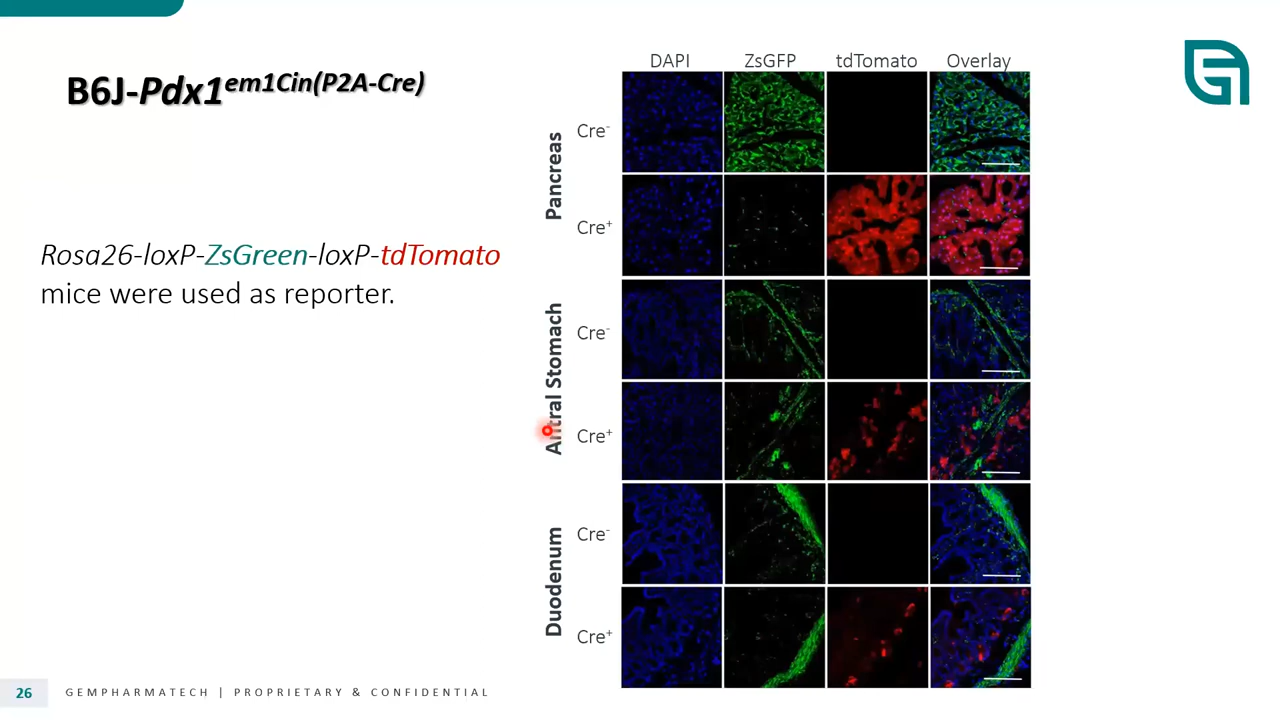 B6J-Pdx1em1Cin(P2A-Cre)
Rosa26-loxP-ZsGreen-loxP-tdTomato
mice were used as reporter.
DAPI ZsGFP tdTomato Overlay
Pancreas
Cre-
Cre+
Antral Stomach
Cre-
Cre+
Duodenum
Cre-
Cre+
26 GEMPHARMATECH | PROPRIETARY & CONFIDENTIAL